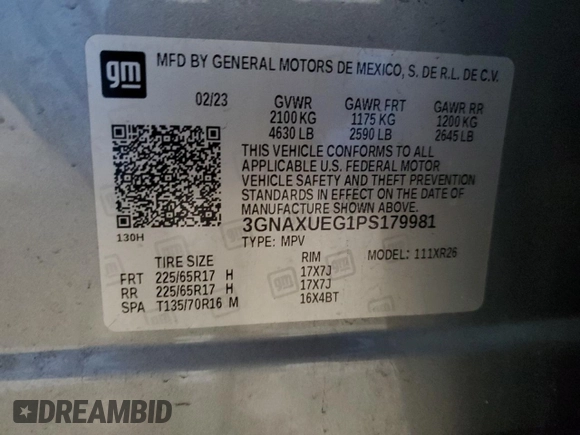 gm
MFD BY GENERAL MOTORS DE MEXICO, S. DE R.L. DE C.V.
02/23 GVWR GAWR FRT GAWR RR
2100 KG 1175 KG 1200 KG
4630 LB 2590 LB 2645 LB
THIS VEHICLE CONFORMS TO ALL
APPLICABLE U.S. FEDERAL MOTOR
VEHICLE SAFETY AND THEFT PREVENTION
STANDARDS IN EFFECT ON THE DATE OF
MANUFACTURE SHOWN ABOVE.
130H
3GNAXUEG1PS179981
TYPE: MPV MODEL: 111XR26
TIRE SIZE RIM
FRT 225/65R17 H 17X7J
RR 225/65R17 H 17X7J
SPA T135/70R16 M 16X4BT
DREAMBID